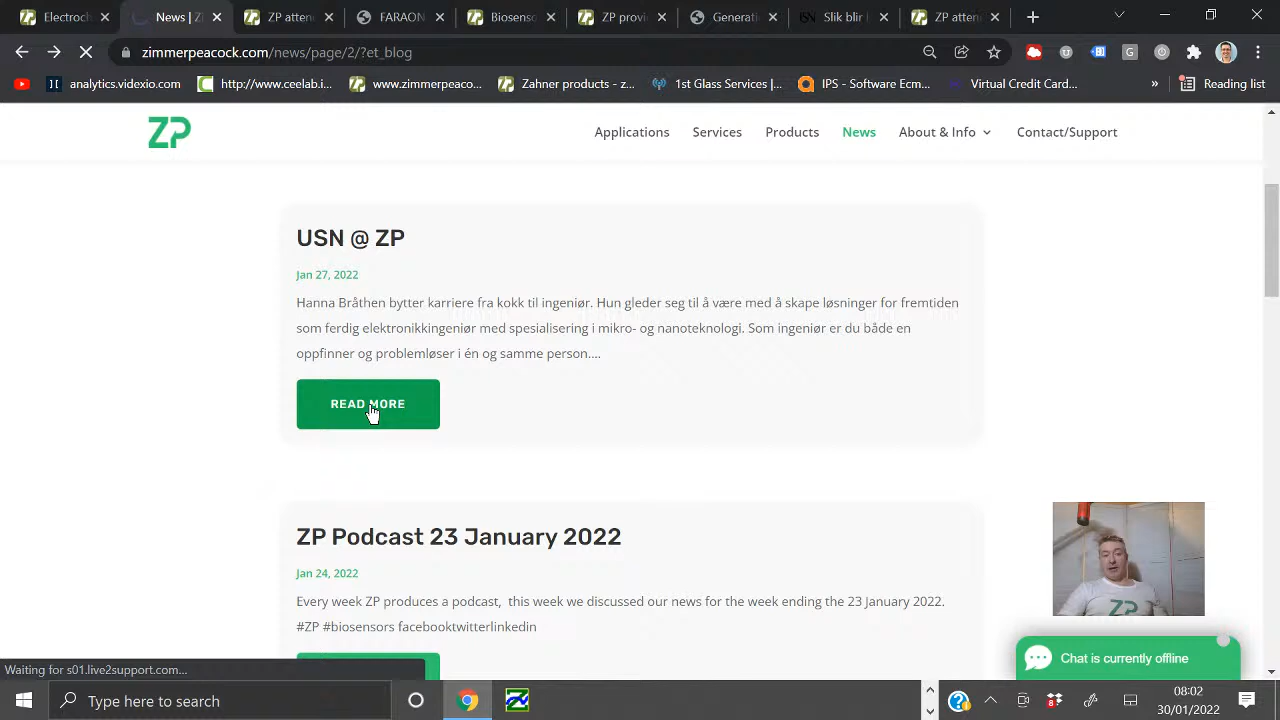 Electroch
News | Z
ZP atten
FARAON
Biosenso
ZP provi
Generati
Slik blir
ZP atten
zimmerpeacock.com/news/page/2/?et_blog
analytics.videxio.com
http://www.ceelab.i...
www.zimmerpeaco...
Zahner products - z...
1st Glass Services |...
IPS - Software Ecm...
Virtual Credit Card...
»
Reading list
ZP
Applications
Services
Products
News
About & Info
Contact/Support
USN @ ZP
Jan 27, 2022
Hanna Bråthen bytter karriere fra kokk til ingeniør. Hun gleder seg til å være med å skape løsninger for fremtiden
som ferdig elektronikkingeniør med spesialisering i mikro- og nanoteknologi. Som ingeniør er du både en
oppfinner og problemløser i én og samme person....
READ MORE
ZP Podcast 23 January 2022
Jan 24, 2022
Every week ZP produces a podcast, this week we discussed our news for the week ending the 23 January 2022.
#ZP #biosensors facebooktwitterlinkedin
ZP
Chat is currently offline
Waiting for s01.live2support.com...
Type here to search
08:02
30/01/2022